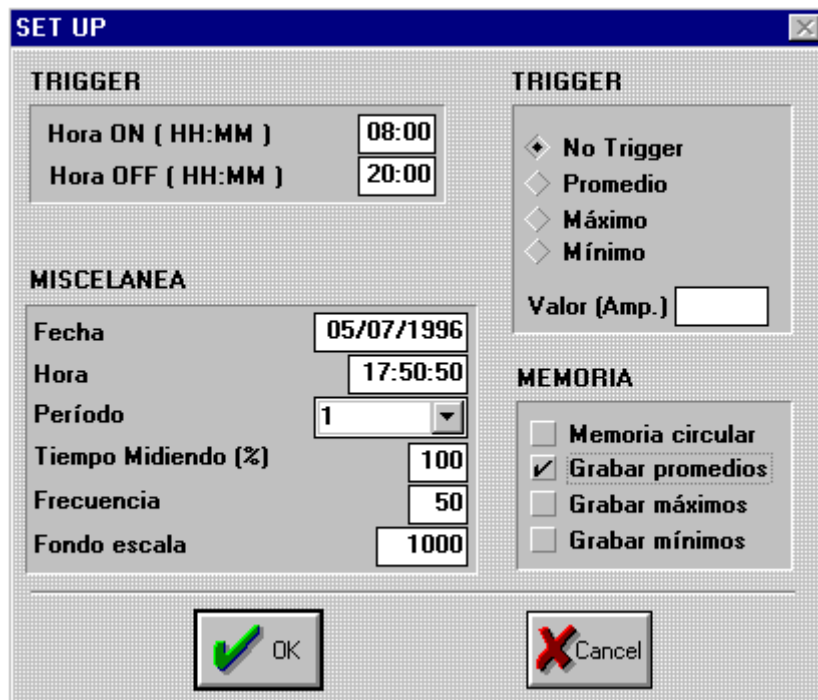 SET UP
TRIGGER
Hora ON ( HH:MM ) 08:00
Hora OFF ( HH:MM ) 20:00
TRIGGER
No Trigger
Promedio
Máximo
Mínimo
Valor (Amp.)
MISCELANEA
Fecha 05/07/1996
Hora 17:50:50
Período 1
Tiempo Midiendo (%) 100
Frecuencia 50
Fondo escala 1000
MEMORIA
Memoria circular
Grabar promedios
Grabar máximos
Grabar mínimos
OK
Cancel